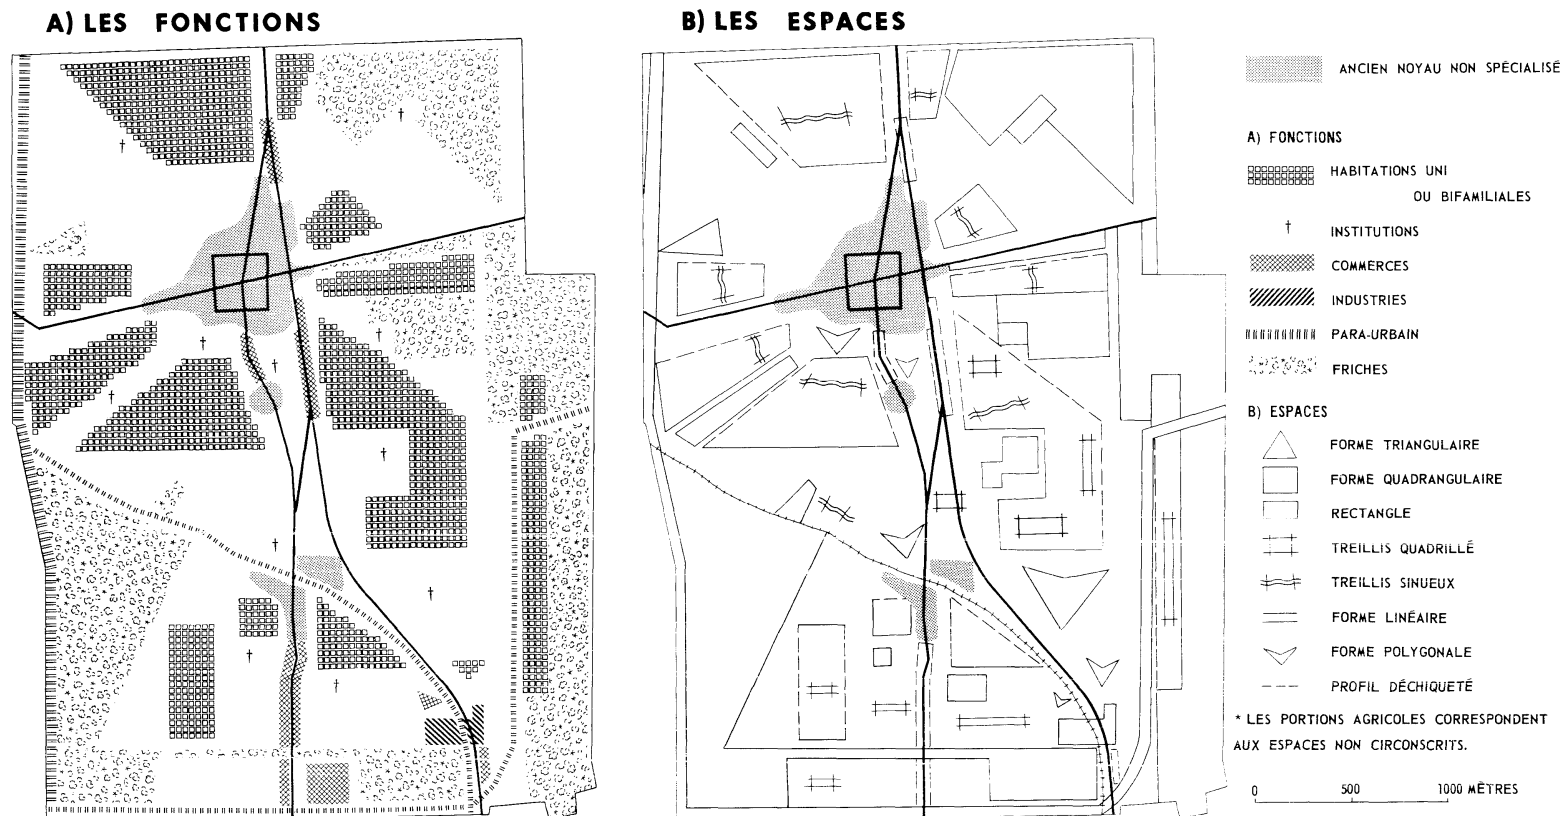 A) LES FONCTIONS
B) LES ESPACES
ANCIEN NOYAU NON SPÉCIALISÉ
A) FONCTIONS
HABITATIONS UNI
OU BIFAMILIALES
INSTITUTIONS
COMMERCES
INDUSTRIES
PARA-URBAIN
FRICHES
B) ESPACES
FORME TRIANGULAIRE
FORME QUADRANGULAIRE
RECTANGLE
TREILLIS QUADRILLÉ
TREILLIS SINUEUX
FORME LINÉAIRE
FORME POLYGONALE
PROFIL DÉCHIQUETÉ
* LES PORTIONS AGRICOLES CORRESPONDENT
AUX ESPACES NON CIRCONSCRITS.
0 500 1000 MÈTRES